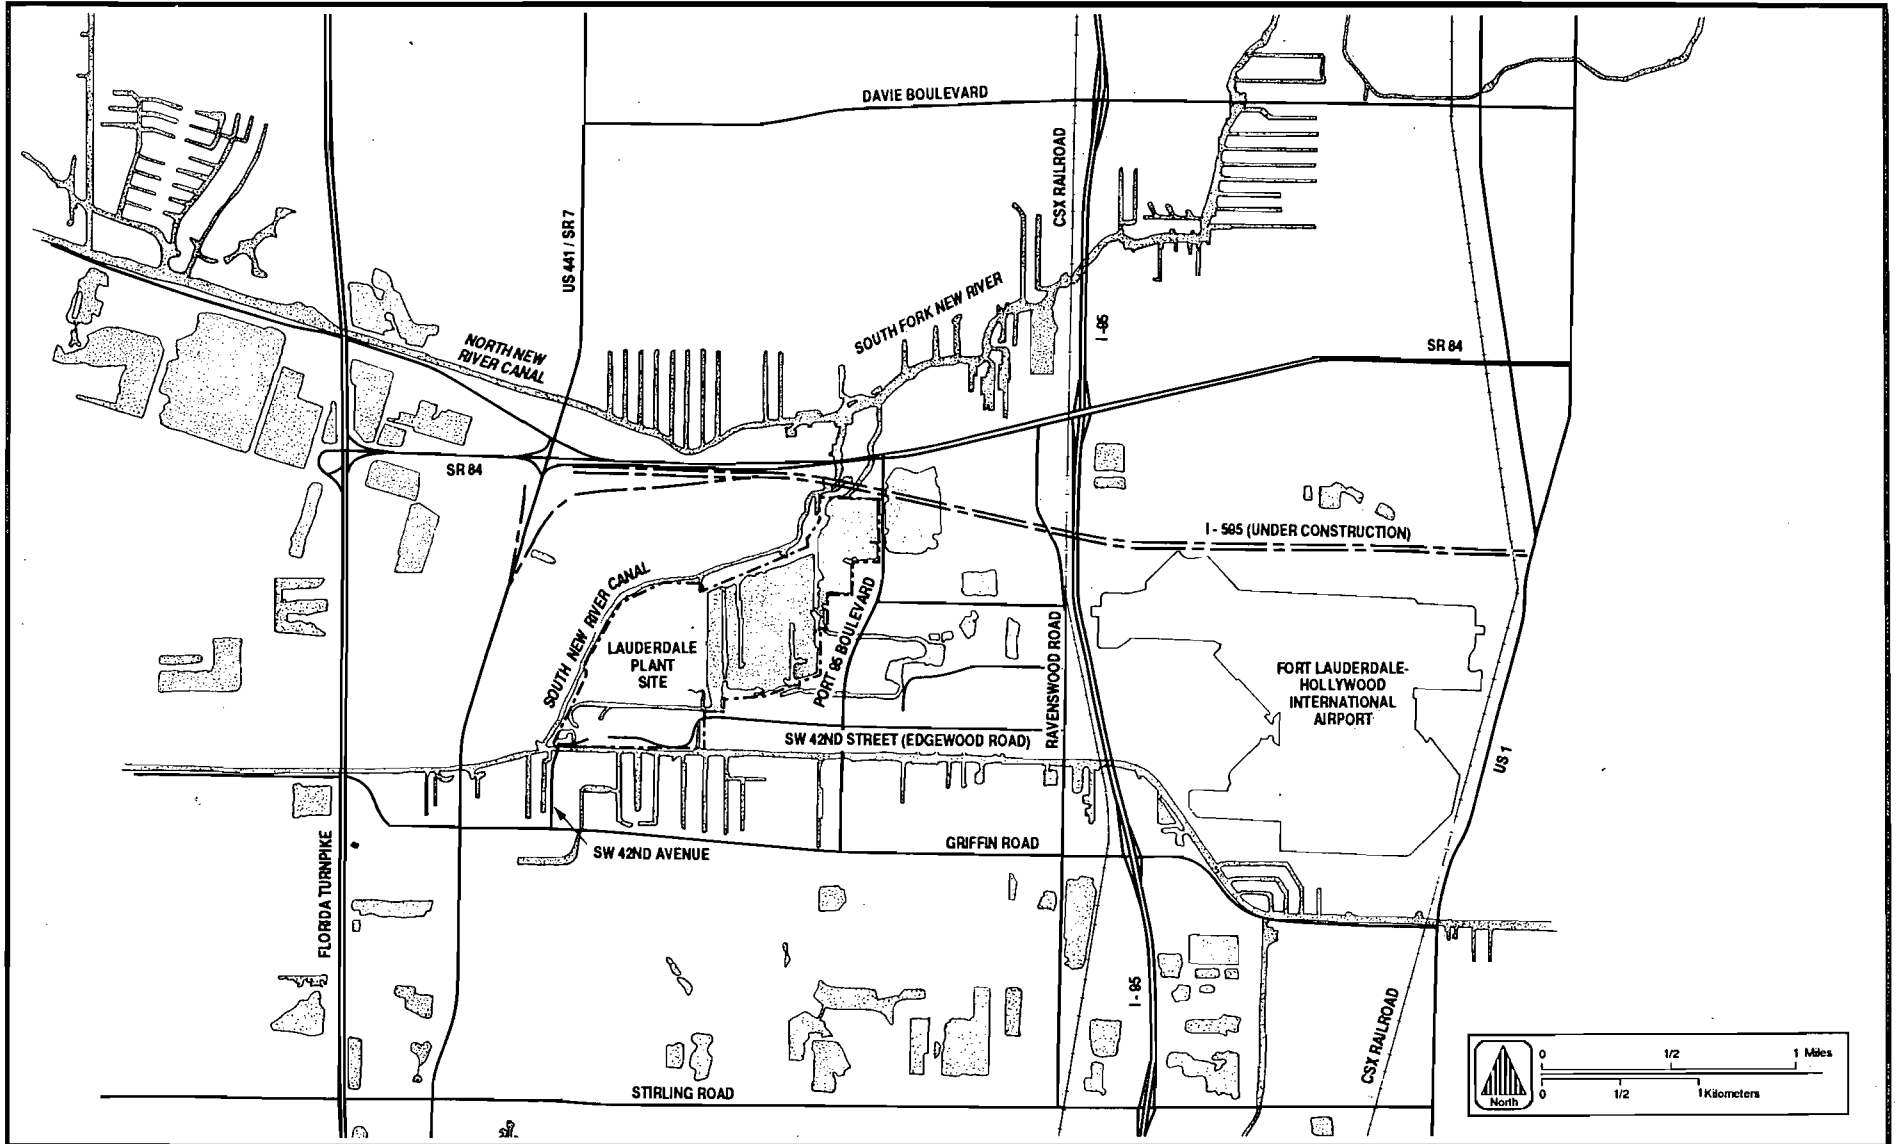 DAVIE BOULEVARD
CSX RAILROAD
US 441 / SR 7
NORTH NEW
RIVER CANAL
SOUTH FORK NEW RIVER
I-95
SR 84
SR 84
I - 595 (UNDER CONSTRUCTION)
SOUTH NEW RIVER CANAL
LAUDERDALE
PLANT
SITE
PORT 95 BOULEVARD
RAVENSWOOD ROAD
FORT LAUDERDALE-
HOLLYWOOD
INTERNATIONAL
AIRPORT
SW 42ND STREET (EDGEWOOD ROAD)
US 1
SW 42ND AVENUE
GRIFFIN ROAD
FLORIDA TURNPIKE
I - 95
CSX RAILROAD
STIRLING ROAD
North
0 1/2 1 Miles
0 1/2 1 Kilometers